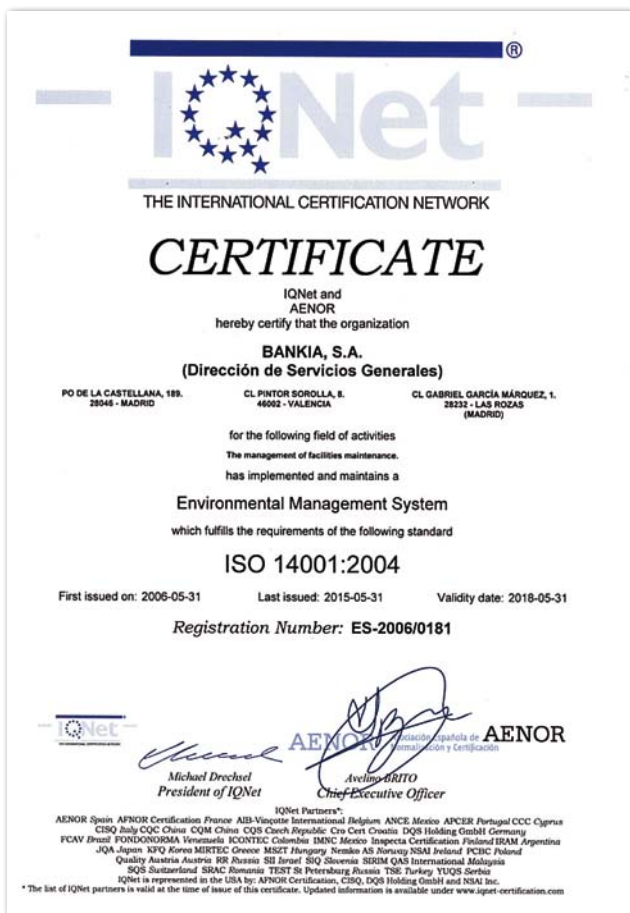 IQNet ®
THE INTERNATIONAL CERTIFICATION NETWORK
CERTIFICATE
IQNet and
AENOR
hereby certify that the organization
BANKIA, S.A.
(Dirección de Servicios Generales)
PO DE LA CASTELLANA, 189.
28046 - MADRID
CL PINTOR SOROLLA, 8.
46002 - VALENCIA
CL GABRIEL GARCÍA MÁRQUEZ, 1.
28232 - LAS ROZAS
(MADRID)
for the following field of activities
The management of facilities maintenance.
has implemented and maintains a
Environmental Management System
which fulfills the requirements of the following standard
ISO 14001:2004
First issued on: 2006-05-31 Last issued: 2015-05-31 Validity date: 2018-05-31
Registration Number: ES-2006/0181
IQNet
THE INTERNATIONAL CERTIFICATION NETWORK
AENOR Asociación Española de Normalización y Certificación
AENOR
Michael Drechsel
President of IQNet
Avelino BRITO
Chief Executive Officer
IQNet Partners*:
AENOR Spain AFNOR Certification France AIB-Vinçotte International Belgium ANCE Mexico APCER Portugal CCC Cyprus
CISQ Italy CQC China CQM China CQS Czech Republic Cro Cert Croatia DQS Holding GmbH Germany
FCAV Brazil FONDONORMA Venezuela ICONTEC Colombia IMNC Mexico Inspecta Certification Finland IRAM Argentina
JQA Japan KFQ Korea MIRTEC Greece MSZT Hungary Nemko AS Norway NSAI Ireland PCBC Poland
Quality Austria Austria RR Russia SII Israel SIQ Slovenia SIRIM QAS International Malaysia
SQS Switzerland SRAC Romania TEST St Petersburg Russia TSE Turkey YUQS Serbia
IQNet is represented in the USA by: AFNOR Certification, CISQ, DQS Holding GmbH and NSAI Inc.
* The list of IQNet partners is valid at the time of issue of this certificate. Updated information is available under www.iqnet-certification.com